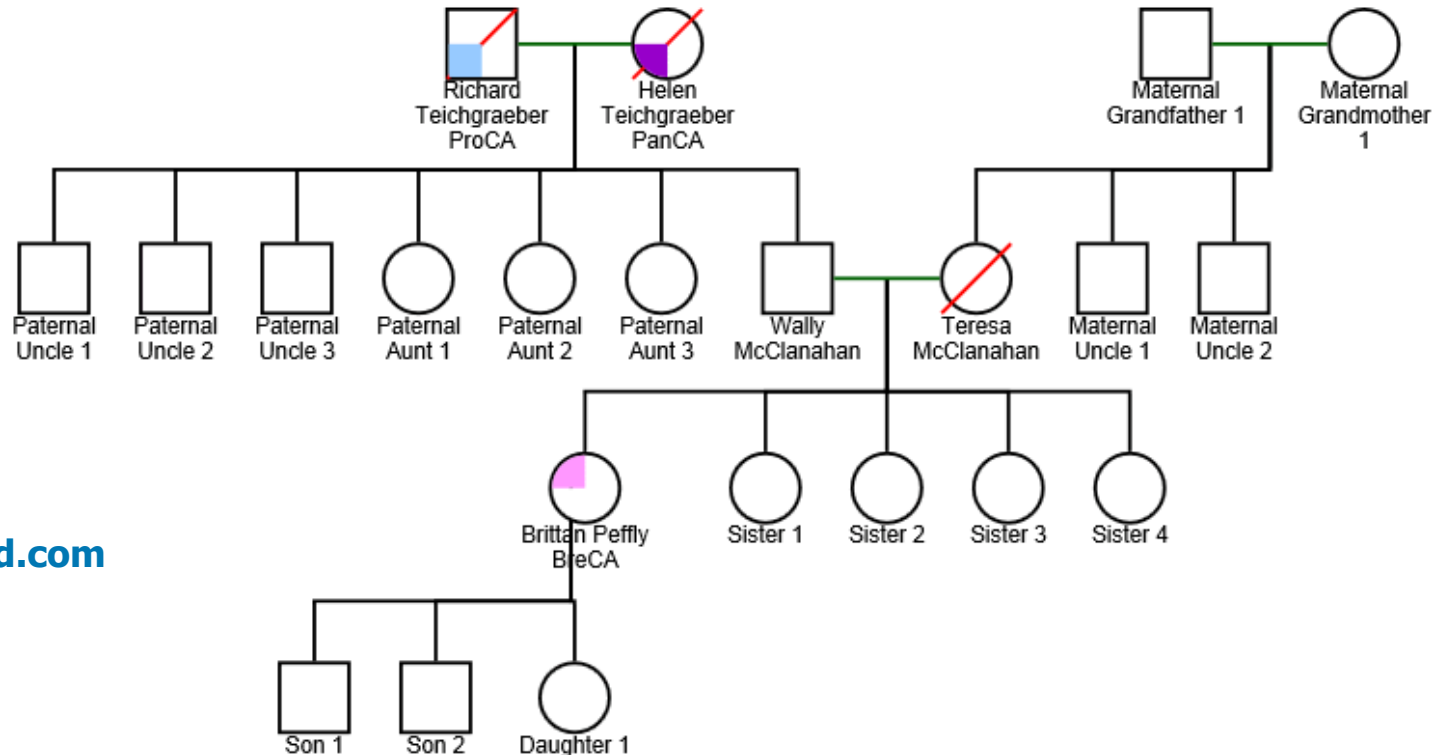 Richard
Teichgraeber
ProCA
Helen
Teichgraeber
PanCA
Maternal
Grandfather 1
Maternal
Grandmother
1
Paternal
Uncle 1
Paternal
Uncle 2
Paternal
Uncle 3
Paternal
Aunt 1
Paternal
Aunt 2
Paternal
Aunt 3
Wally
McClanahan
Teresa
McClanahan
Maternal
Uncle 1
Maternal
Uncle 2
Brittan Peffly
BreCA
Sister 1
Sister 2
Sister 3
Sister 4
d.com
Son 1
Son 2
Daughter 1